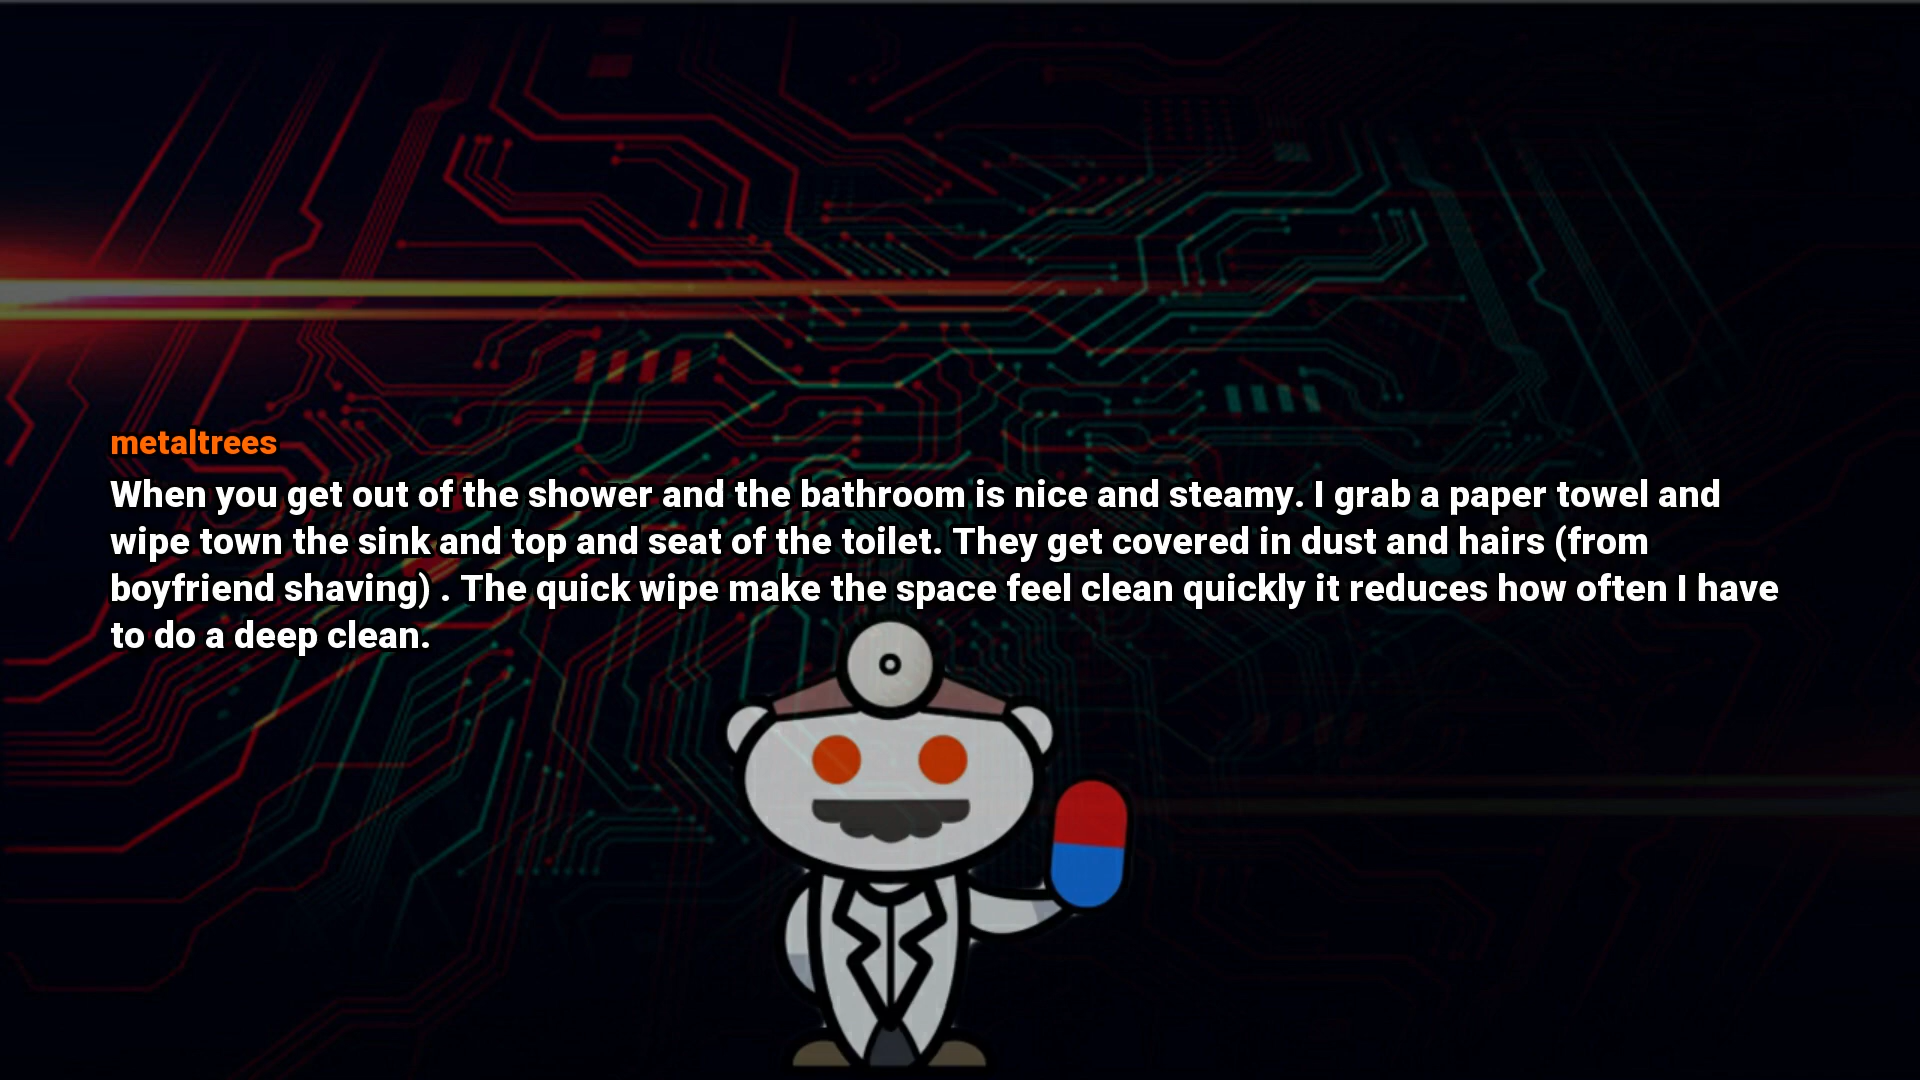 metaltrees
When you get out of the shower and the bathroom is nice and steamy. I grab a paper towel and
wipe town the sink and top and seat of the toilet. They get covered in dust and hairs (from
boyfriend shaving) . The quick wipe make the space feel clean quickly it reduces how often I have
to do a deep clean.